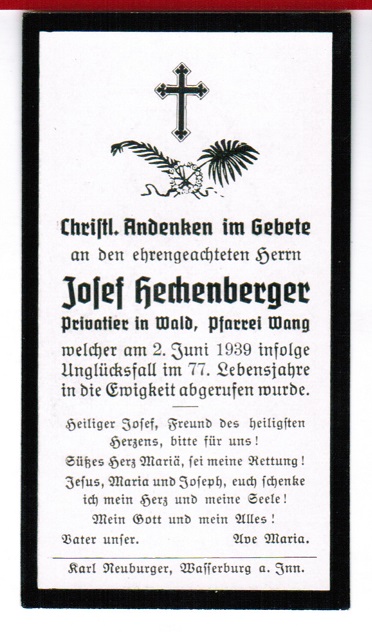 Christl. Andenken im Gebete
an den ehrengeachteten Herrn
Josef Hechenberger
Privatier in Wald, Pfarrei Wang
welcher am 2. Juni 1939 infolge
Unglücksfall im 77. Lebensjahre
in die Ewigkeit abgerufen wurde.
Heiliger Josef, Freund des heiligsten
Herzens, bitte für uns!
Süßes Herz Mariä, sei meine Rettung!
Jesus, Maria und Joseph, euch schenke
ich mein Herz und meine Seele!
Mein Gott und mein Alles!
Vater unser. Ave Maria.
Karl Neuburger, Wasserburg a. Inn.